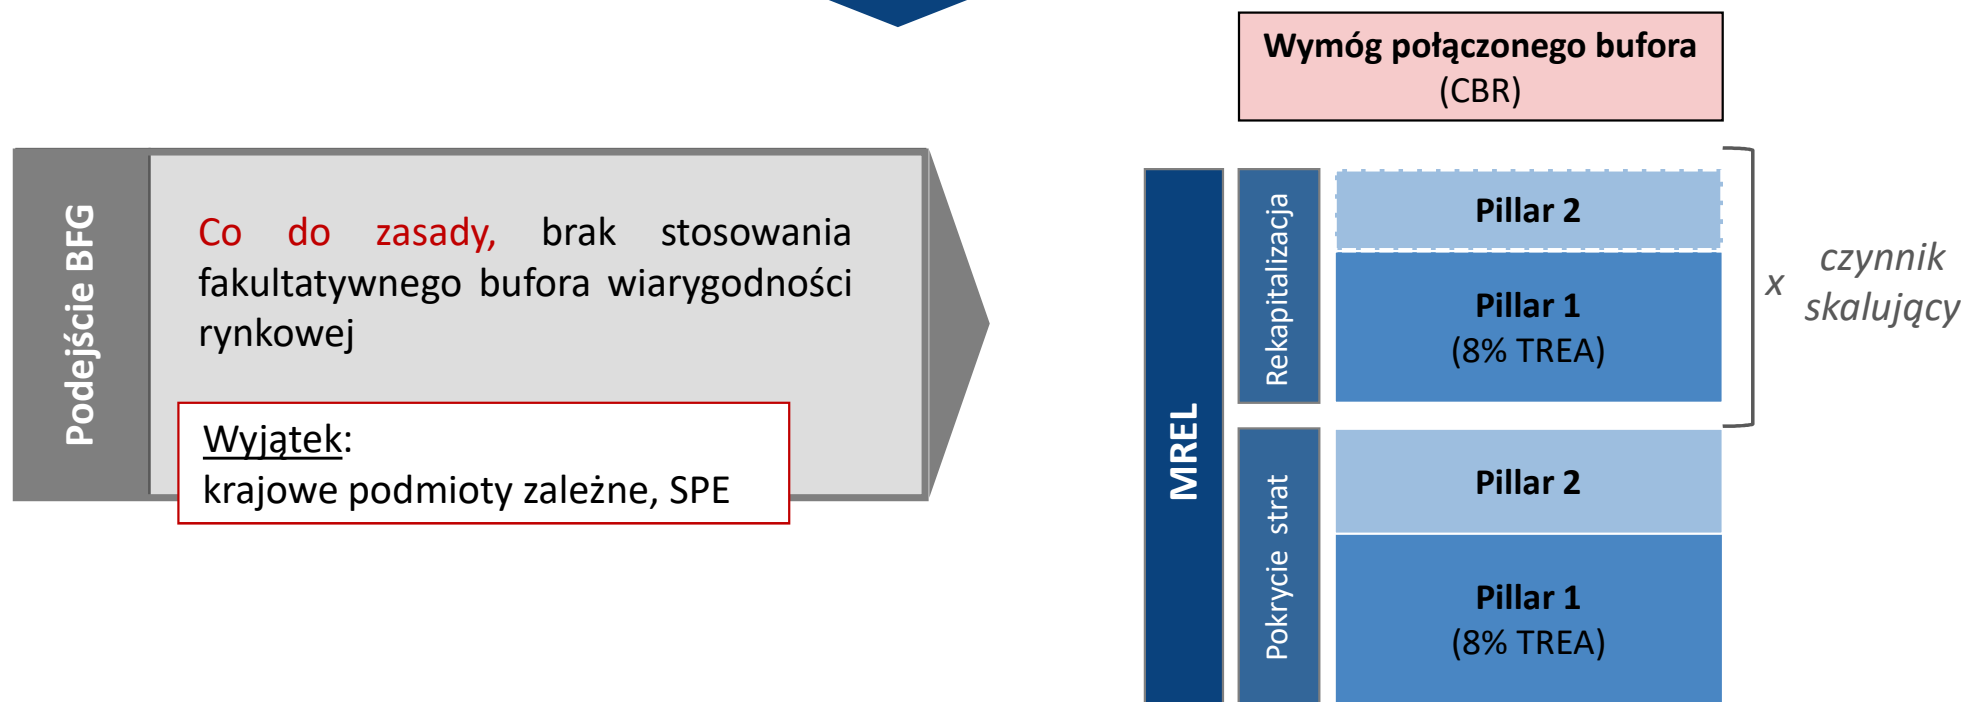 Podejście BFG
Co do zasady, brak stosowania
fakultatywnego bufora wiarygodności
rynkowej
Wyjątek:
krajowe podmioty zależne, SPE
Wymóg połączonego bufora
(CBR)
MREL
Rekapitalizacja
Pillar 2
Pillar 1
(8% TREA)
x
czynnik
skalujący
Pokrycie strat
Pillar 2
Pillar 1
(8% TREA)